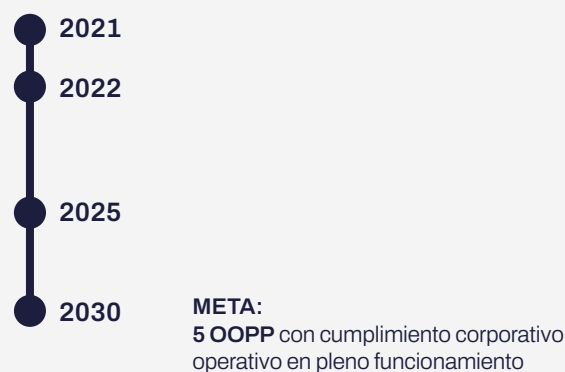 2021
2022
2025
2030
META:
5 OOPP con cumplimiento corporativo
operativo en pleno funcionamiento